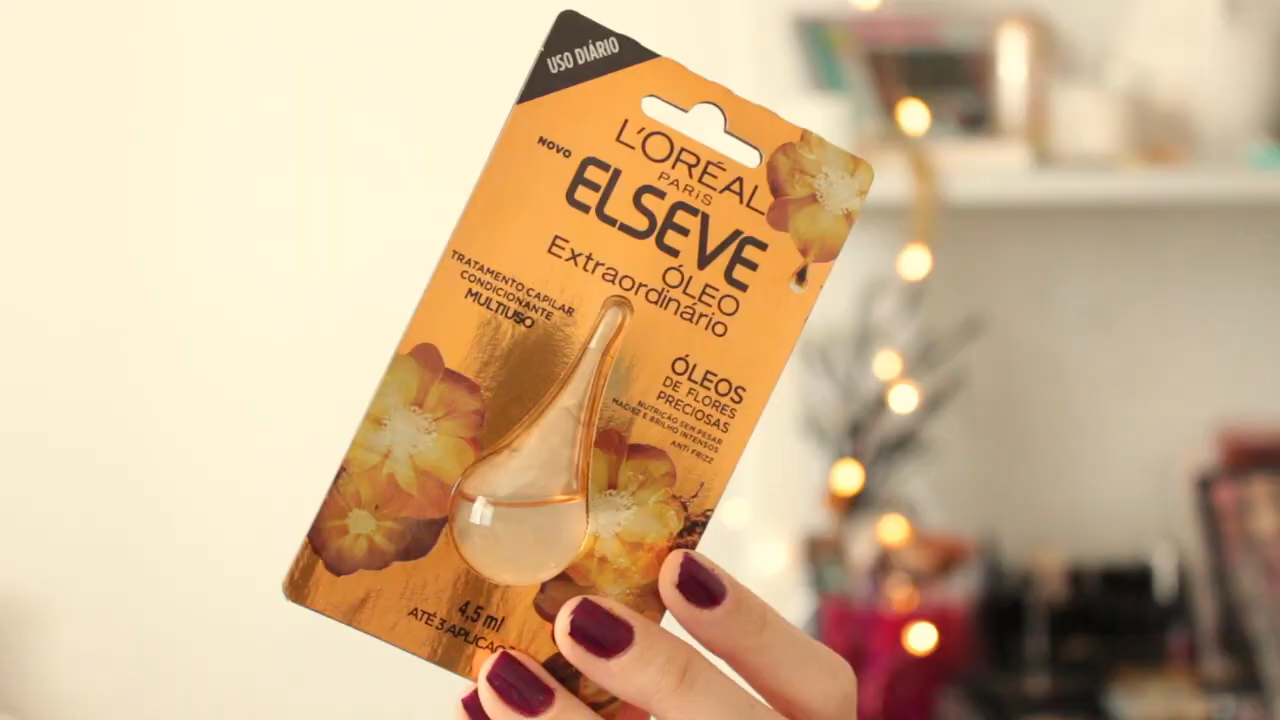 USO DIÁRIO
NOVO
L'ORÉAL
PARIS
ELSEVE
ÓLEO
Extraordinário
TRATAMENTO CAPILAR
CONDICIONANTE
MULTIUSO
ÓLEOS
DE FLORES
PRECIOSAS
NUTRIÇÃO SEM PESAR
MACIEZ E BRILHO INTENSOS
ANTI FRIZZ
4,5 ml
ATÉ 3 APLICAÇ